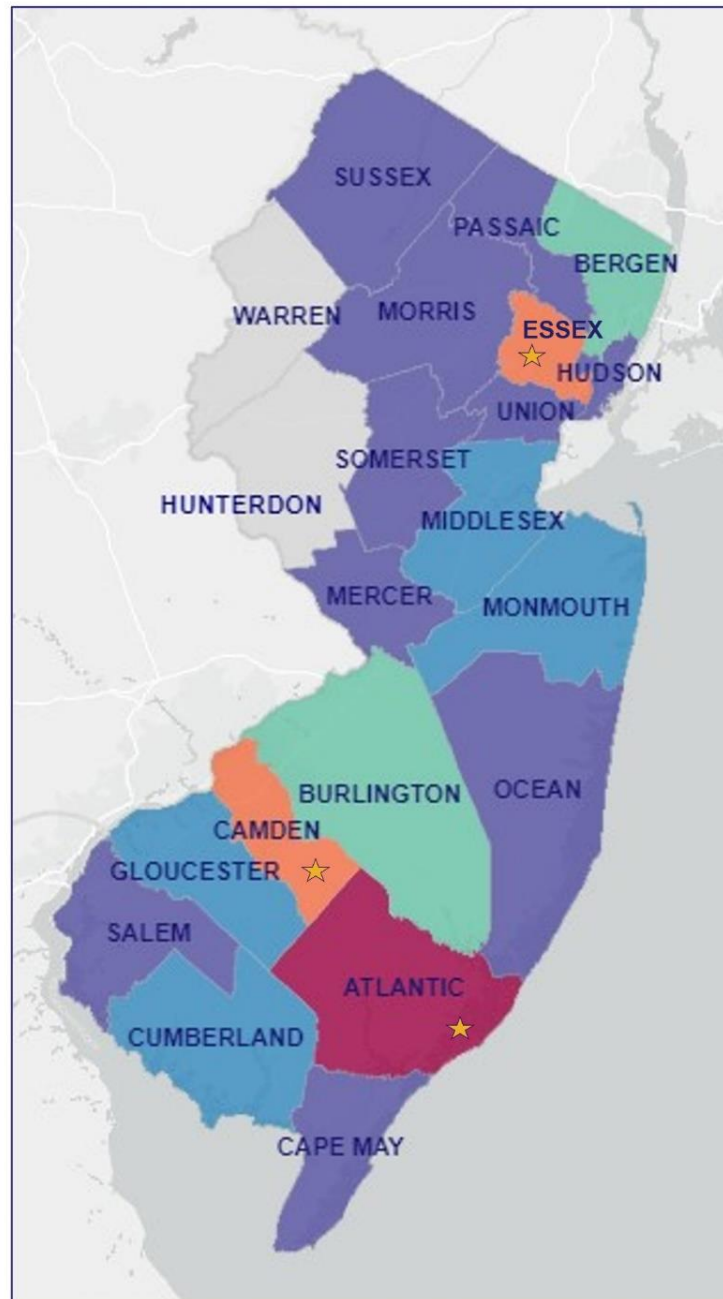 SUSSEX
PASSAIC
BERGEN
WARREN
MORRIS
ESSEX
HUDSON
UNION
SOMERSET
HUNTERDON
MIDDLESEX
MERCER
MONMOUTH
OCEAN
BURLINGTON
CAMDEN
GLOUCESTER
SALEM
ATLANTIC
CUMBERLAND
CAPE MAY